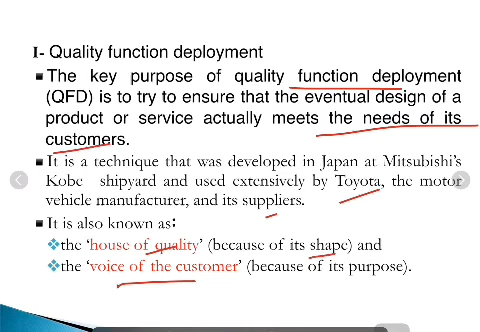 I- Quality function deployment
▪ The key purpose of quality function deployment
(QFD) is to try to ensure that the eventual design of a
product or service actually meets the needs of its
customers.
▪ It is a technique that was developed in Japan at Mitsubishi's
Kobe shipyard and used extensively by Toyota, the motor
vehicle manufacturer, and its suppliers.
▪ It is also known as:
❖the 'house of quality' (because of its shape) and
❖the 'voice of the customer' (because of its purpose).